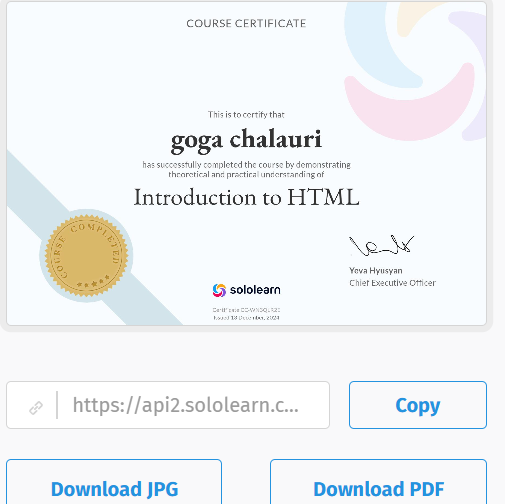 COURSE CERTIFICATE
This is to certify that
goga chalauri
has successfully completed the course by demonstrating
theoretical and practical understanding of
Introduction to HTML
COURSE COMPLETED
Yeva Hyusyan
Chief Executive Officer
sololearn
Certificate
Issued 18 December, 2024
https://api2.sololearn.c...
Copy
Download JPG
Download PDF